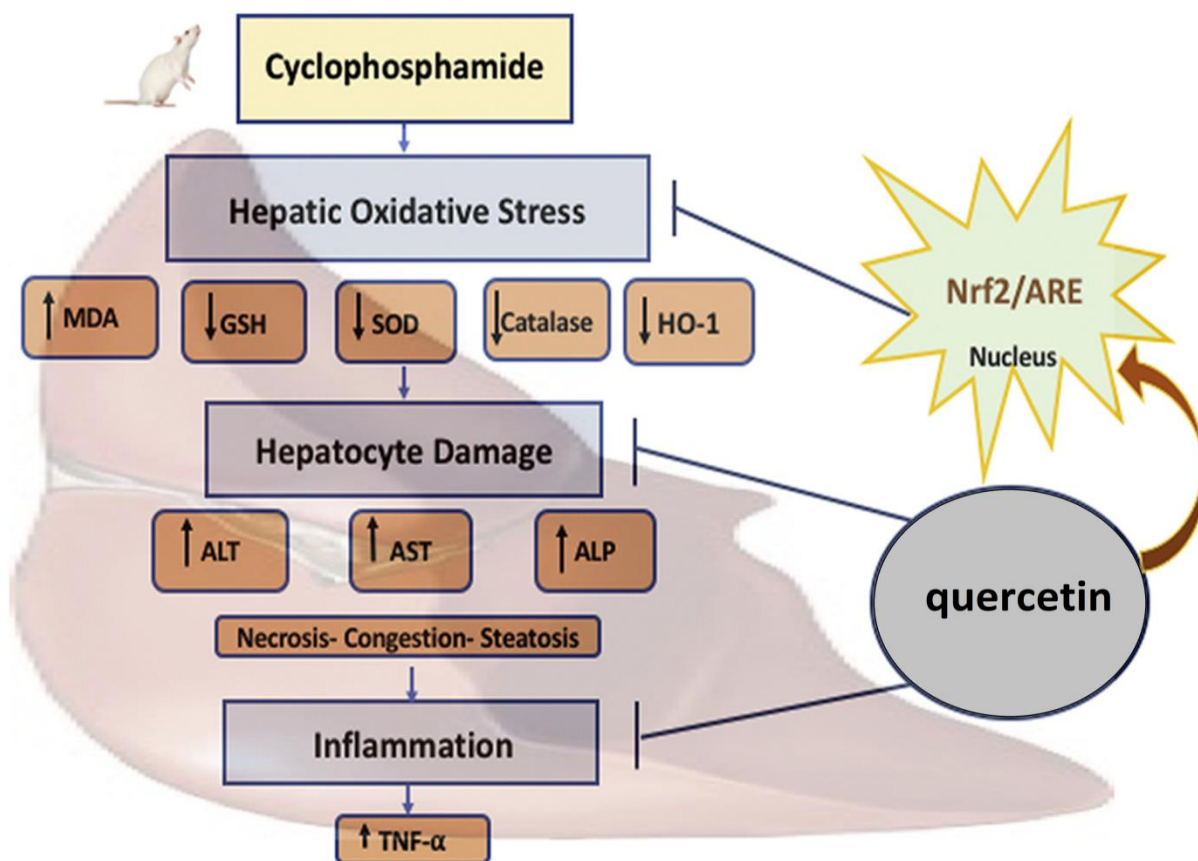 Cyclophosphamide
Hepatic Oxidative Stress
↑ MDA
↓ GSH
↓ SOD
↓ Catalase
↓ HO-1
Nrf2/ARE
Nucleus
Hepatocyte Damage
↑ ALT
↑ AST
↑ ALP
quercetin
Necrosis- Congestion- Steatosis
Inflammation
↑ TNF-α